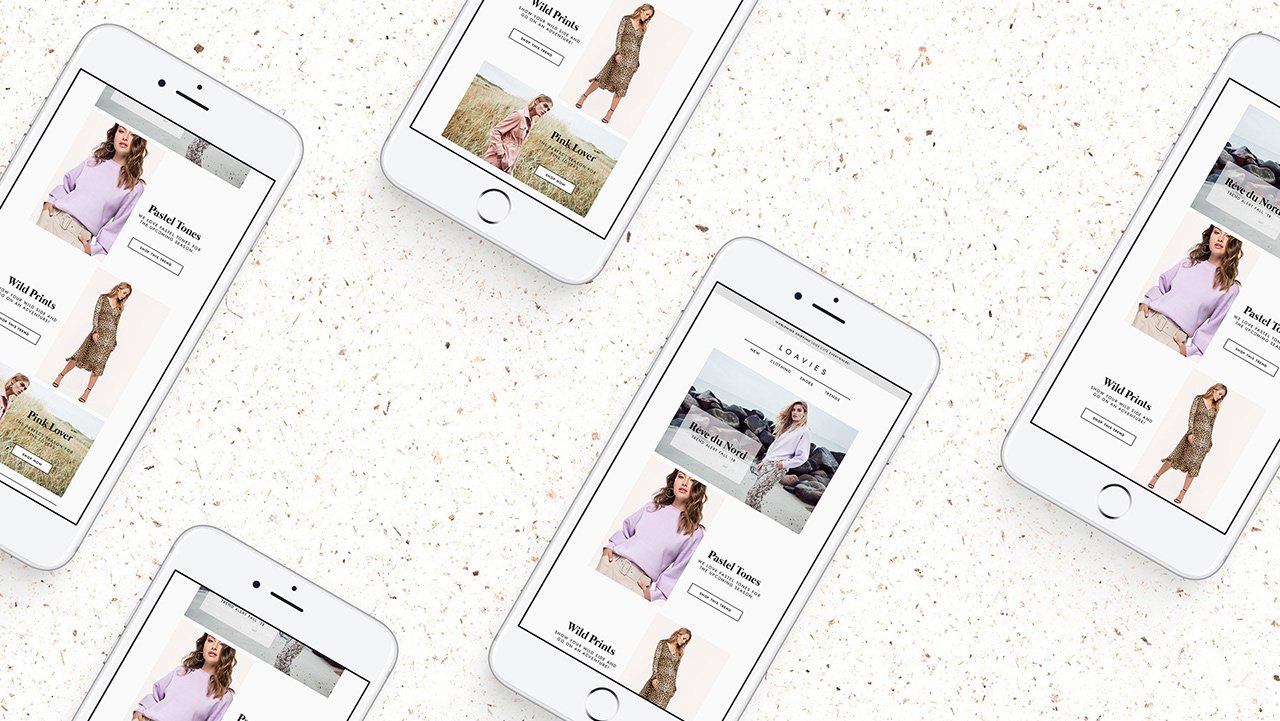 Pastel Tones
WE LOVE PASTEL TONES FOR
THE UPCOMING SEASON
SHOP THIS TREND
Wild Prints
SHOW YOUR WILD SIDE AND
GO ON AN ADVENTURE!
SHOP THIS TREND
Pink Lover
SHOP NOW
Wild Prints
SHOW YOUR WILD SIDE AND
GO ON AN ADVENTURE!
SHOP THIS TREND
Pink Lover
SHOP NOW
TREND ALERT FALL '18
Pastel Tones
LOAVIES
NEW
CLOTHING
SHOES
TRENDS
Rêve du Nord
TREND ALERT FALL '18
Pastel Tones
WE LOVE PASTEL TONES FOR
THE UPCOMING SEASON
SHOP THIS TREND
Wild Prints
SHOW YOUR WILD SIDE AND
GO ON AN ADVENTURE!
Rêve du Nord
TREND ALERT FALL '18
Pastel Tones
WE LOVE PASTEL TONES
THE UPCOMING SEASON
SHOP THIS TREND
Wild Prints
SHOW YOUR WILD SIDE AND
GO ON AN ADVENTURE!
SHOP THIS TREND